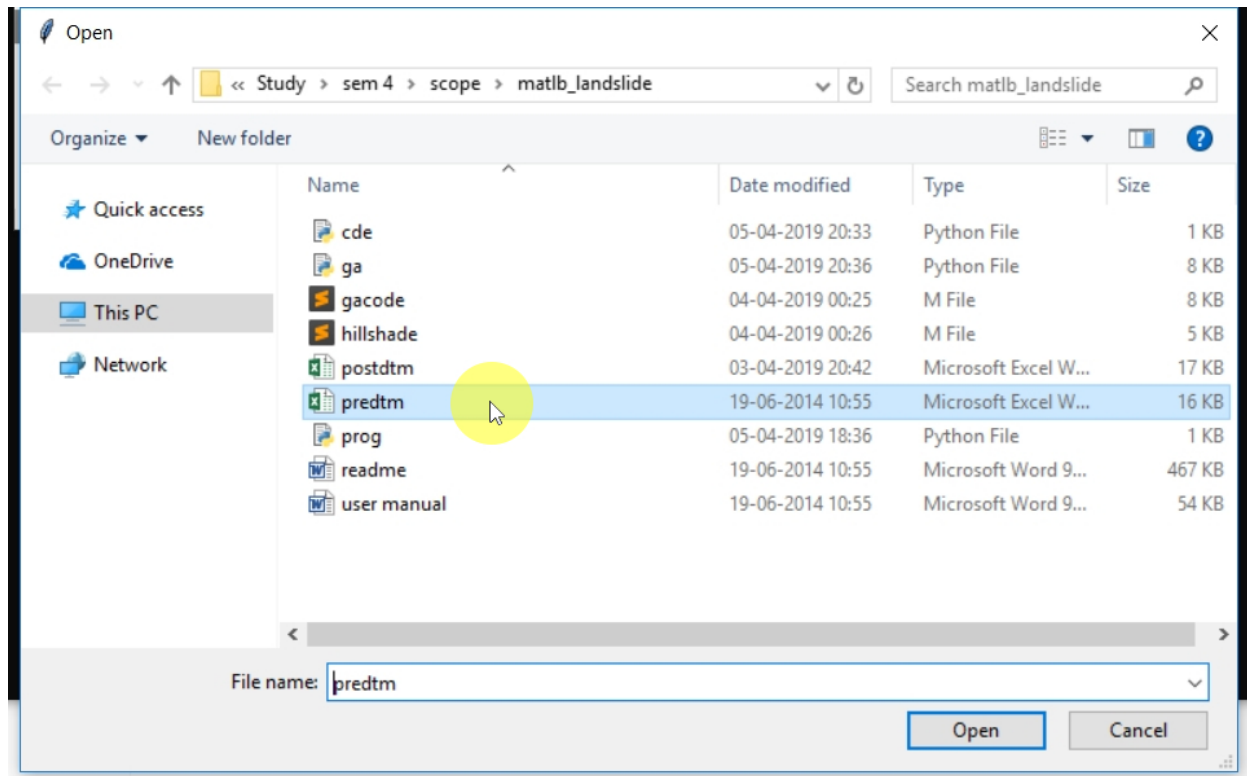 Open
« Study › sem 4 › scope › matlb_landslide
Search matlb_landslide
Organize
New folder
?
Name Date modified Type Size
Quick access
OneDrive
This PC
Network
cde 05-04-2019 20:33 Python File 1 KB
ga 05-04-2019 20:36 Python File 8 KB
gacode 04-04-2019 00:25 M File 8 KB
hillshade 04-04-2019 00:26 M File 5 KB
postdtm 03-04-2019 20:42 Microsoft Excel W... 17 KB
predtm 19-06-2014 10:55 Microsoft Excel W... 16 KB
prog 05-04-2019 18:36 Python File 1 KB
readme 19-06-2014 10:55 Microsoft Word 9... 467 KB
user manual 19-06-2014 10:55 Microsoft Word 9... 54 KB
File name: predtm
Open Cancel